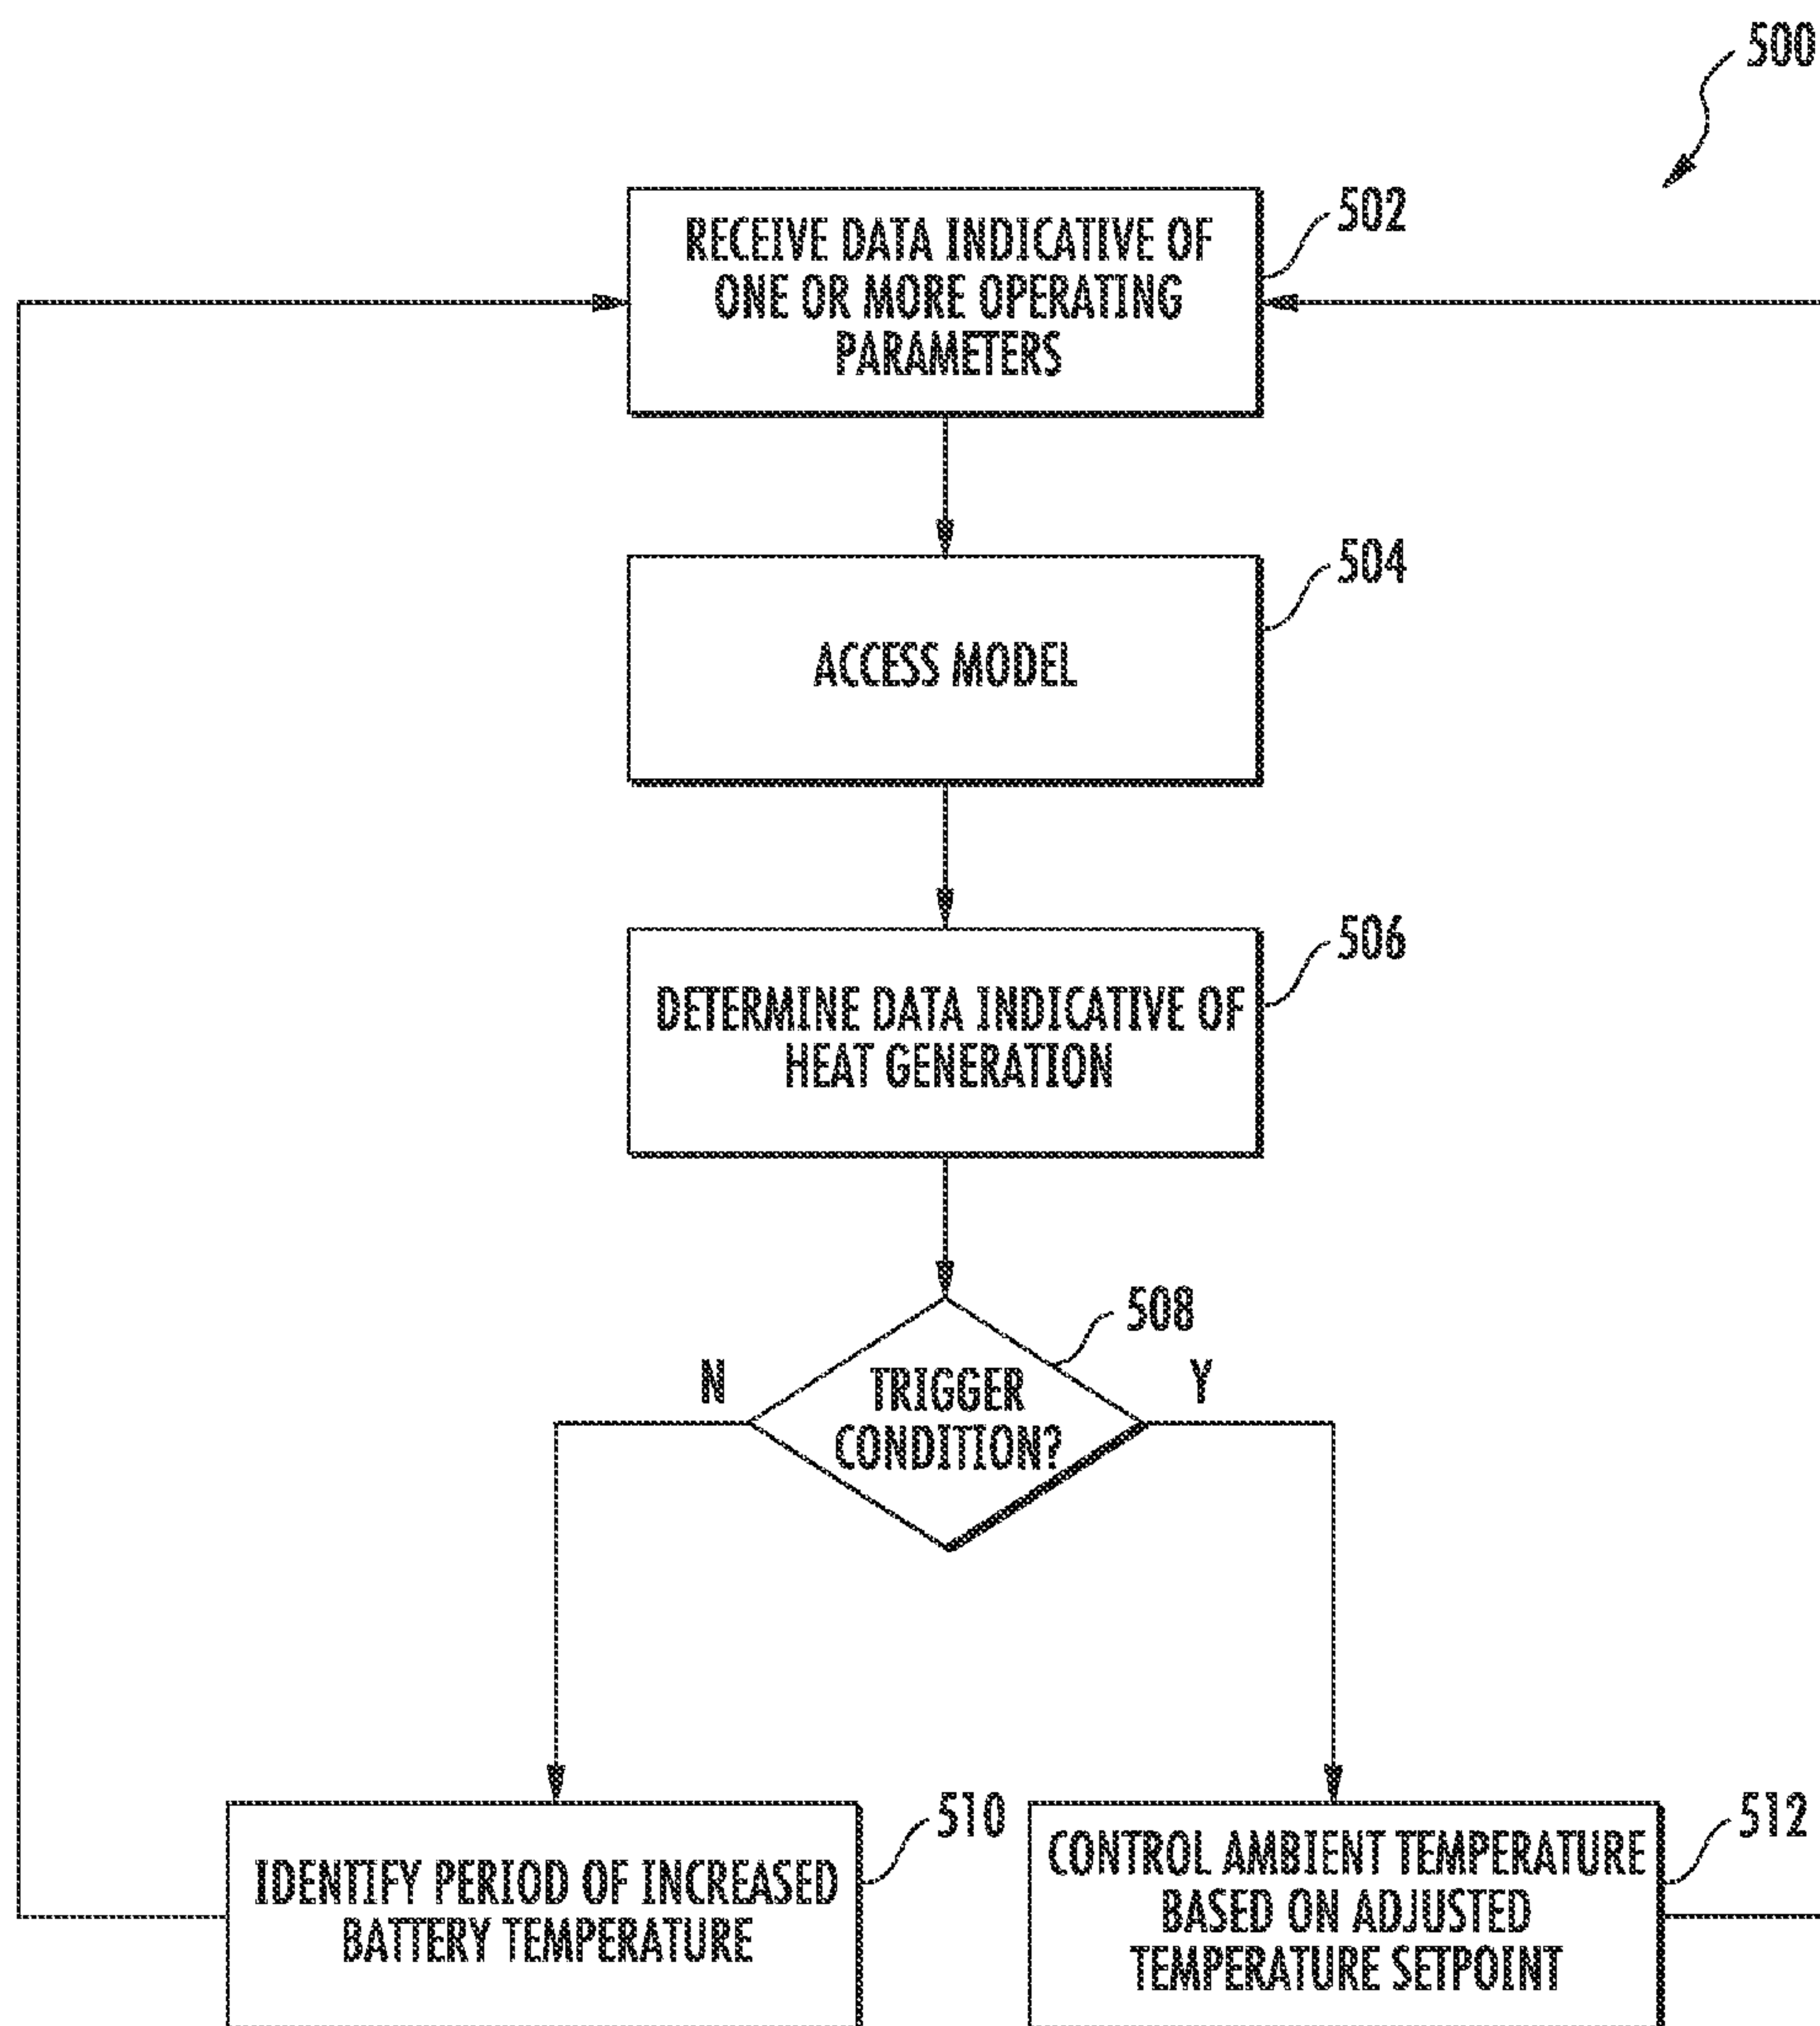 500
RECEIVE DATA INDICATIVE OF
ONE OR MORE OPERATING
PARAMETERS
502
ACCESS MODEL
504
DETERMINE DATA INDICATIVE OF
HEAT GENERATION
506
TRIGGER
CONDITION?
508
N
Y
IDENTIFY PERIOD OF INCREASED
BATTERY TEMPERATURE
510
CONTROL AMBIENT TEMPERATURE
BASED ON ADJUSTED
TEMPERATURE SETPOINT
512